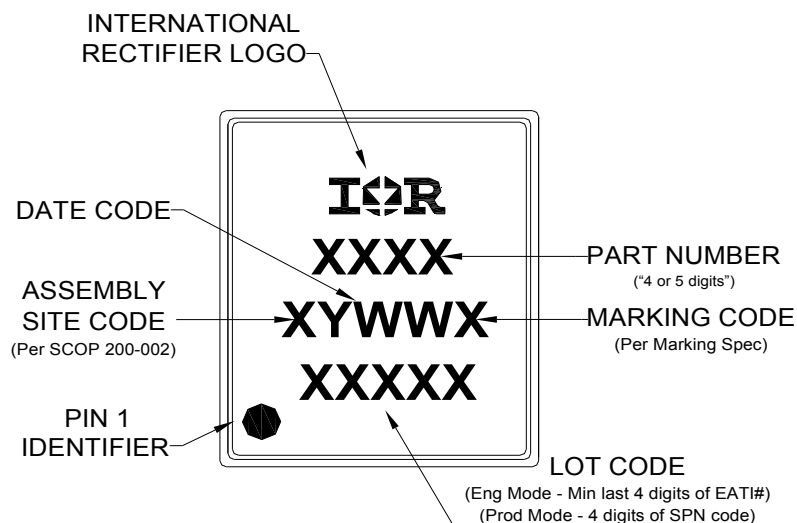 INTERNATIONAL
RECTIFIER LOGO
IOR
DATE CODE
XXXX
PART NUMBER
(“4 or 5 digits”)
ASSEMBLY
SITE CODE
(Per SCOP 200-002)
XYWWX
MARKING CODE
(Per Marking Spec)
XXXXX
PIN 1
IDENTIFIER
LOT CODE
(Eng Mode - Min last 4 digits of EATI#)
(Prod Mode - 4 digits of SPN code)